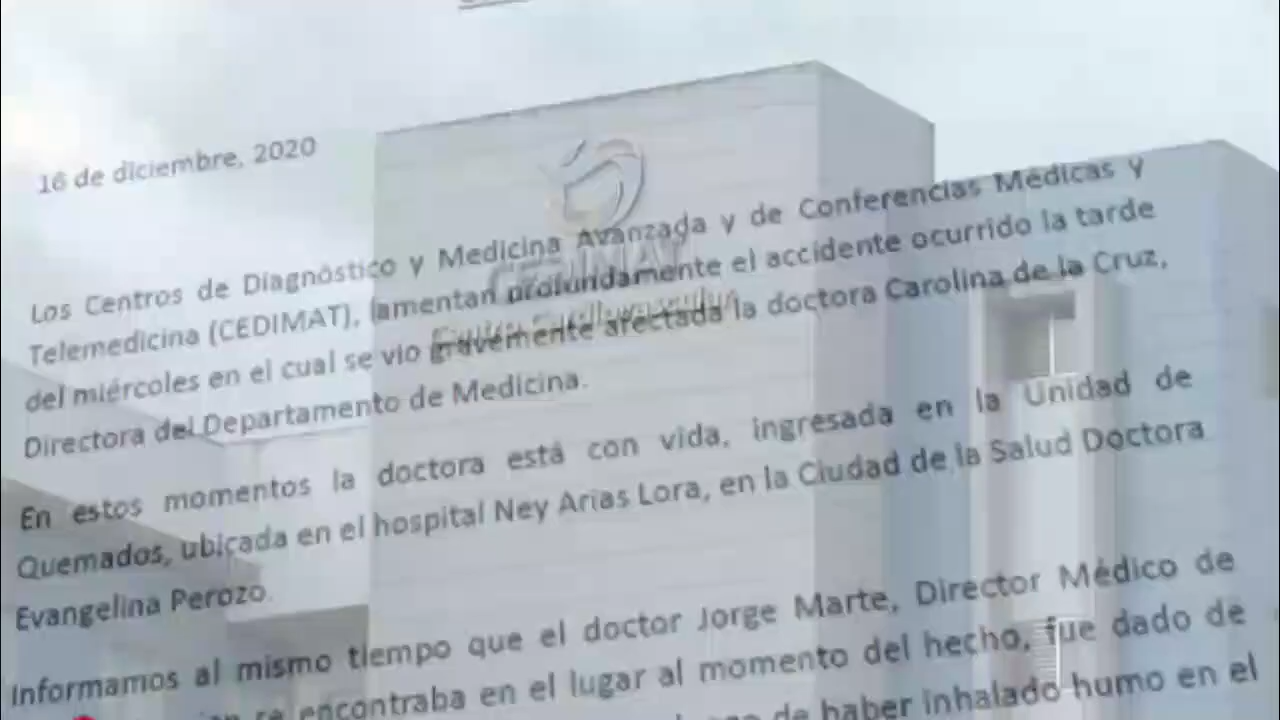 16 de diciembre, 2020
Los Centros de Diagnóstico y Medicina Avanzada y de Conferencias Médicas y
Telemedicina (CEDIMAT), lamentan profundamente el accidente ocurrido la tarde
del miércoles en el cual se vio gravemente afectada la doctora Carolina de la Cruz,
Directora del Departamento de Medicina.
En estos momentos la doctora está con vida, ingresada en la Unidad de
Quemados, ubicada en el hospital Ney Arias Lora, en la Ciudad de la Salud Doctora
Evangelina Perozo.
Informamos al mismo tiempo que el doctor Jorge Marte, Director Médico de
se encontraba en el lugar al momento del hecho, fue dado de
de haber inhalado humo en el
CEDIMAT